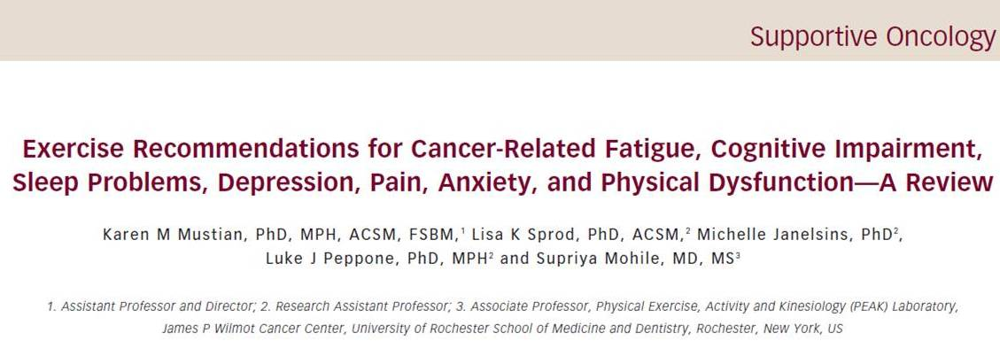 Supportive Oncology
Exercise Recommendations for Cancer-Related Fatigue, Cognitive Impairment,
Sleep Problems, Depression, Pain, Anxiety, and Physical Dysfunction—A Review
Karen M Mustian, PhD, MPH, ACSM, FSBM,¹ Lisa K Sprod, PhD, ACSM,² Michelle Janelsins, PhD²,
Luke J Peppone, PhD, MPH² and Supriya Mohile, MD, MS³
1. Assistant Professor and Director; 2. Research Assistant Professor; 3. Associate Professor, Physical Exercise, Activity and Kinesiology (PEAK) Laboratory,
James P Wilmot Cancer Center, University of Rochester School of Medicine and Dentistry, Rochester, New York, US